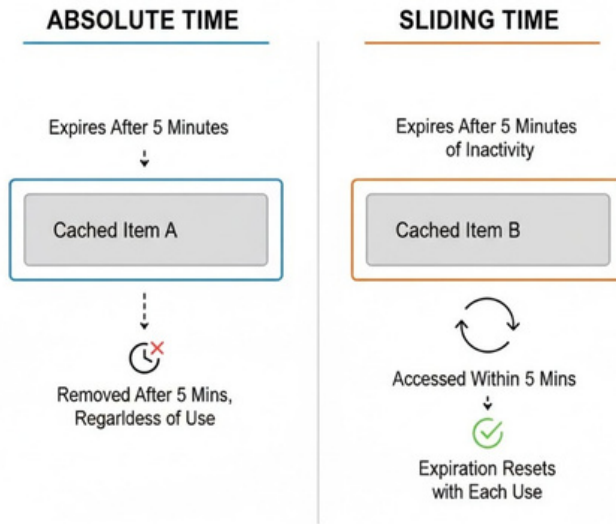 ABSOLUTE TIME
Expires After 5 Minutes
Cached Item A
Removed After 5 Mins,
Regarldess of Use
SLIDING TIME
Expires After 5 Minutes
of Inactivity
Cached Item B
Accessed Within 5 Mins
Expiration Resets
with Each Use